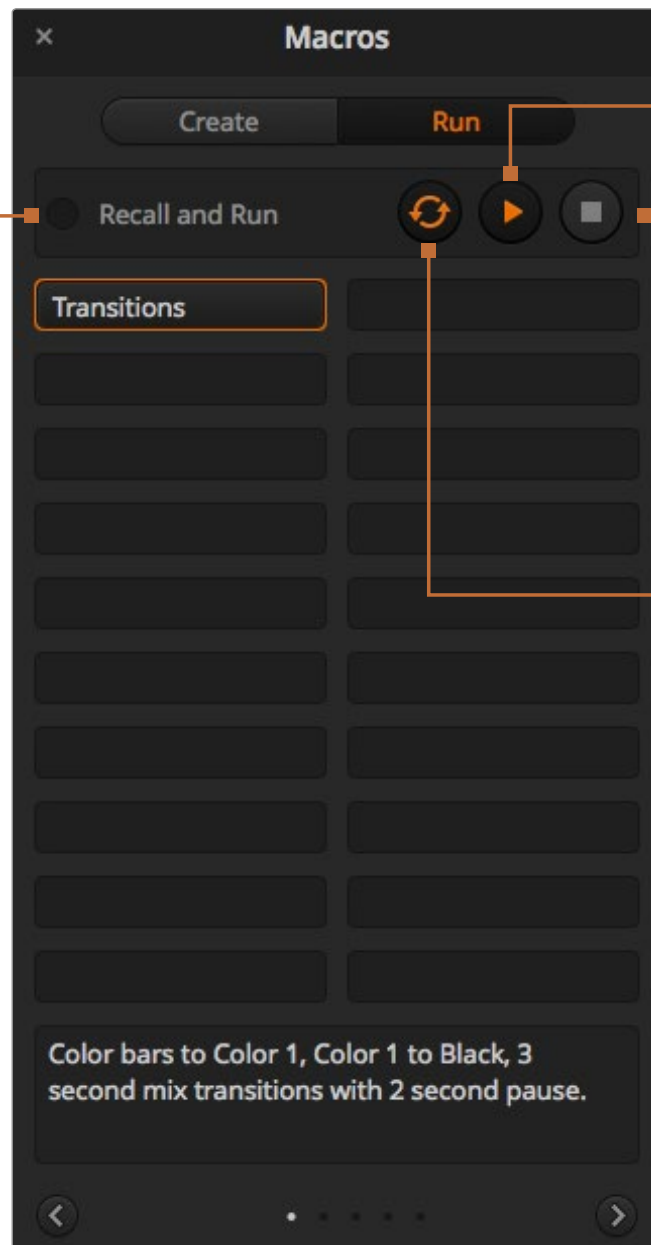 Macros
Create Run
Recall and Run
Transitions
Color bars to Color 1, Color 1 to Black, 3
second mix transitions with 2 second pause.